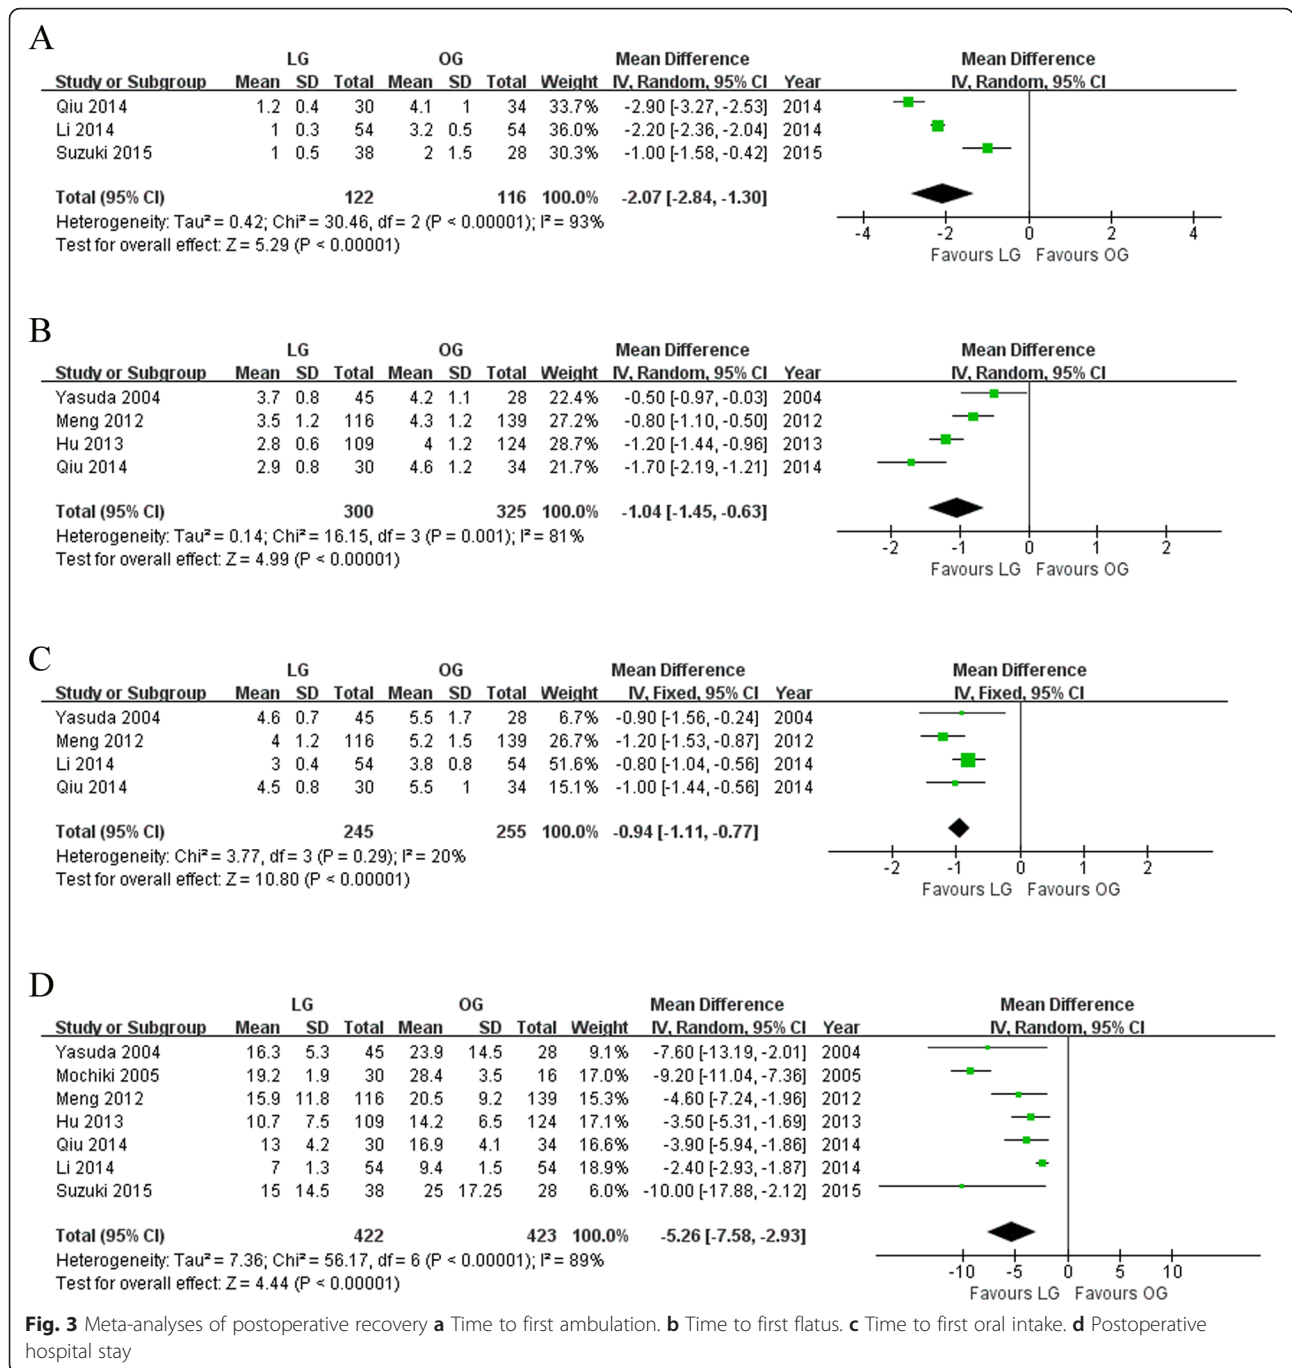 A
LG OG Mean Difference Mean Difference
Study or Subgroup Mean SD Total Mean SD Total Weight IV, Random, 95% CI Year IV, Random, 95% CI
Qiu 2014 1.2 0.4 30 4.1 1 34 33.7% -2.90 [-3.27, -2.53] 2014
Li 2014 1 0.3 54 3.2 0.5 54 36.0% -2.20 [-2.36, -2.04] 2014
Suzuki 2015 1 0.5 38 2 1.5 28 30.3% -1.00 [-1.58, -0.42] 2015
Total (95% CI) 122 116 100.0% -2.07 [-2.84, -1.30]
Heterogeneity: Tau² = 0.42; Chi² = 30.46, df = 2 (P < 0.00001); I² = 93%
Test for overall effect: Z = 5.29 (P < 0.00001)
-4 -2 0 2 4
Favours LG Favours OG
B
LG OG Mean Difference Mean Difference
Study or Subgroup Mean SD Total Mean SD Total Weight IV, Random, 95% CI Year IV, Random, 95% CI
Yasuda 2004 3.7 0.8 45 4.2 1.1 28 22.4% -0.50 [-0.97, -0.03] 2004
Meng 2012 3.5 1.2 116 4.3 1.2 139 27.2% -0.80 [-1.10, -0.50] 2012
Hu 2013 2.8 0.6 109 4 1.2 124 28.7% -1.20 [-1.44, -0.96] 2013
Qiu 2014 2.9 0.8 30 4.6 1.2 34 21.7% -1.70 [-2.19, -1.21] 2014
Total (95% CI) 300 325 100.0% -1.04 [-1.45, -0.63]
Heterogeneity: Tau² = 0.14; Chi² = 16.15, df = 3 (P = 0.001); I² = 81%
Test for overall effect: Z = 4.99 (P < 0.00001)
-2 -1 0 1 2
Favours LG Favours OG
C
LG OG Mean Difference Mean Difference
Study or Subgroup Mean SD Total Mean SD Total Weight IV, Fixed, 95% CI Year IV, Fixed, 95% CI
Yasuda 2004 4.6 0.7 45 5.5 1.7 28 6.7% -0.90 [-1.56, -0.24] 2004
Meng 2012 4 1.2 116 5.2 1.5 139 26.7% -1.20 [-1.53, -0.87] 2012
Li 2014 3 0.4 54 3.8 0.8 54 51.6% -0.80 [-1.04, -0.56] 2014
Qiu 2014 4.5 0.8 30 5.5 1 34 15.1% -1.00 [-1.44, -0.56] 2014
Total (95% CI) 245 255 100.0% -0.94 [-1.11, -0.77]
Heterogeneity: Chi² = 3.77, df = 3 (P = 0.29); I² = 20%
Test for overall effect: Z = 10.80 (P < 0.00001)
-2 -1 0 1 2
Favours LG Favours OG
D
LG OG Mean Difference Mean Difference
Study or Subgroup Mean SD Total Mean SD Total Weight IV, Random, 95% CI Year IV, Random, 95% CI
Yasuda 2004 16.3 5.3 45 23.9 14.5 28 9.1% -7.60 [-13.19, -2.01] 2004
Mochiki 2005 19.2 1.9 30 28.4 3.5 16 17.0% -9.20 [-11.04, -7.36] 2005
Meng 2012 15.9 11.8 116 20.5 9.2 139 15.3% -4.60 [-7.24, -1.96] 2012
Hu 2013 10.7 7.5 109 14.2 6.5 124 17.1% -3.50 [-5.31, -1.69] 2013
Qiu 2014 13 4.2 30 16.9 4.1 34 16.6% -3.90 [-5.94, -1.86] 2014
Li 2014 7 1.3 54 9.4 1.5 54 18.9% -2.40 [-2.93, -1.87] 2014
Suzuki 2015 15 14.5 38 25 17.25 28 6.0% -10.00 [-17.88, -2.12] 2015
Total (95% CI) 422 423 100.0% -5.26 [-7.58, -2.93]
Heterogeneity: Tau² = 7.36; Chi² = 56.17, df = 6 (P < 0.00001); I² = 89%
Test for overall effect: Z = 4.44 (P < 0.00001)
-10 -5 0 5 10
Favours LG Favours OG
Fig. 3 Meta-analyses of postoperative recovery a Time to first ambulation. b Time to first flatus. c Time to first oral intake. d Postoperative
hospital stay